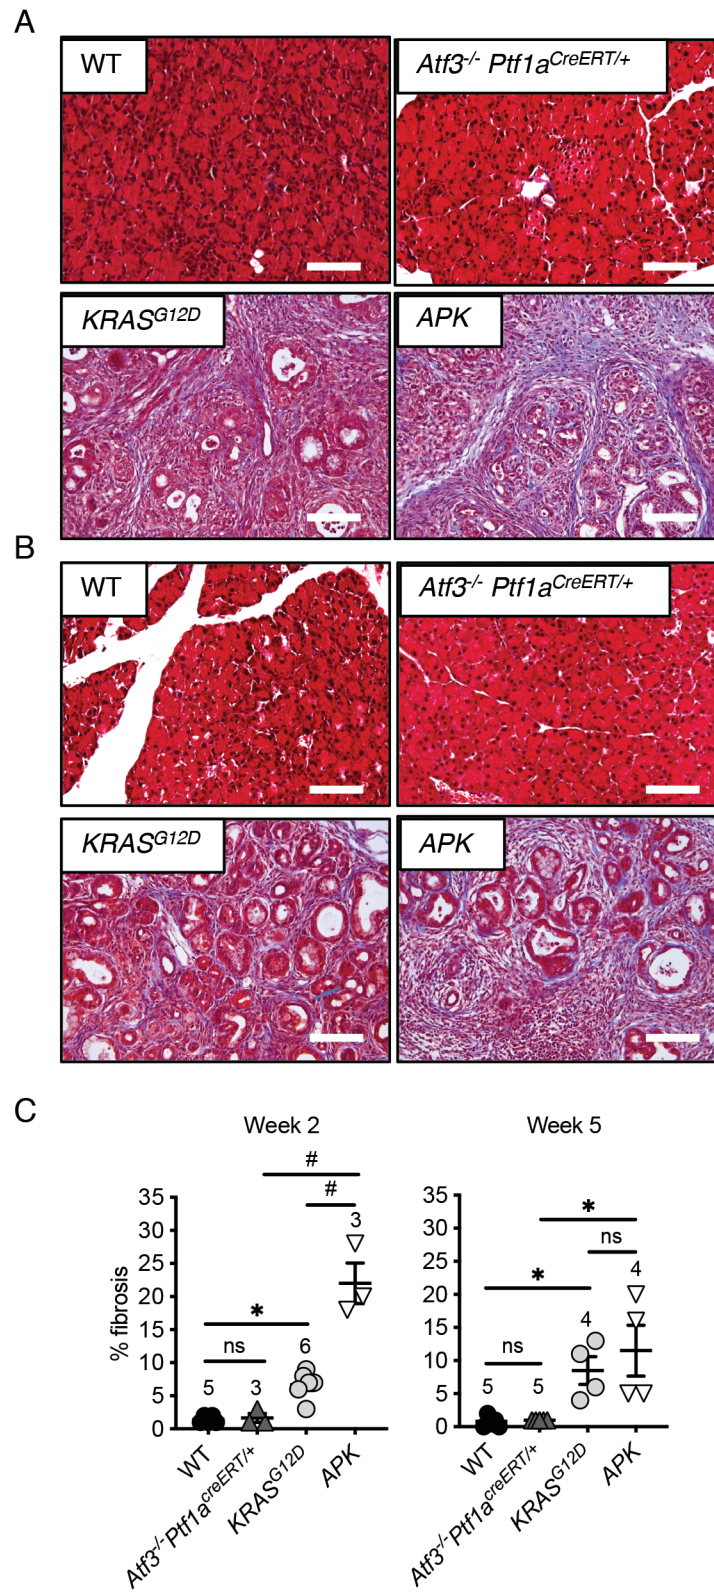 A
WT
Atf3-/- Ptf1aCreERT/+
KRASG12D
APK
B
WT
Atf3-/- Ptf1aCreERT/+
KRASG12D
APK
C
Week 2
Week 5
% fibrosis
35
30
25
20
15
10
5
0
#
#
*
ns
5
3
6
3
WT
Atf3-/-Ptf1acreERT/+
KRASG12D
APK
35
30
25
20
15
10
5
0
*
ns
*
ns
5
5
4
4
WT
Atf3-/-Ptf1acreERT/+
KRASG12D
APK